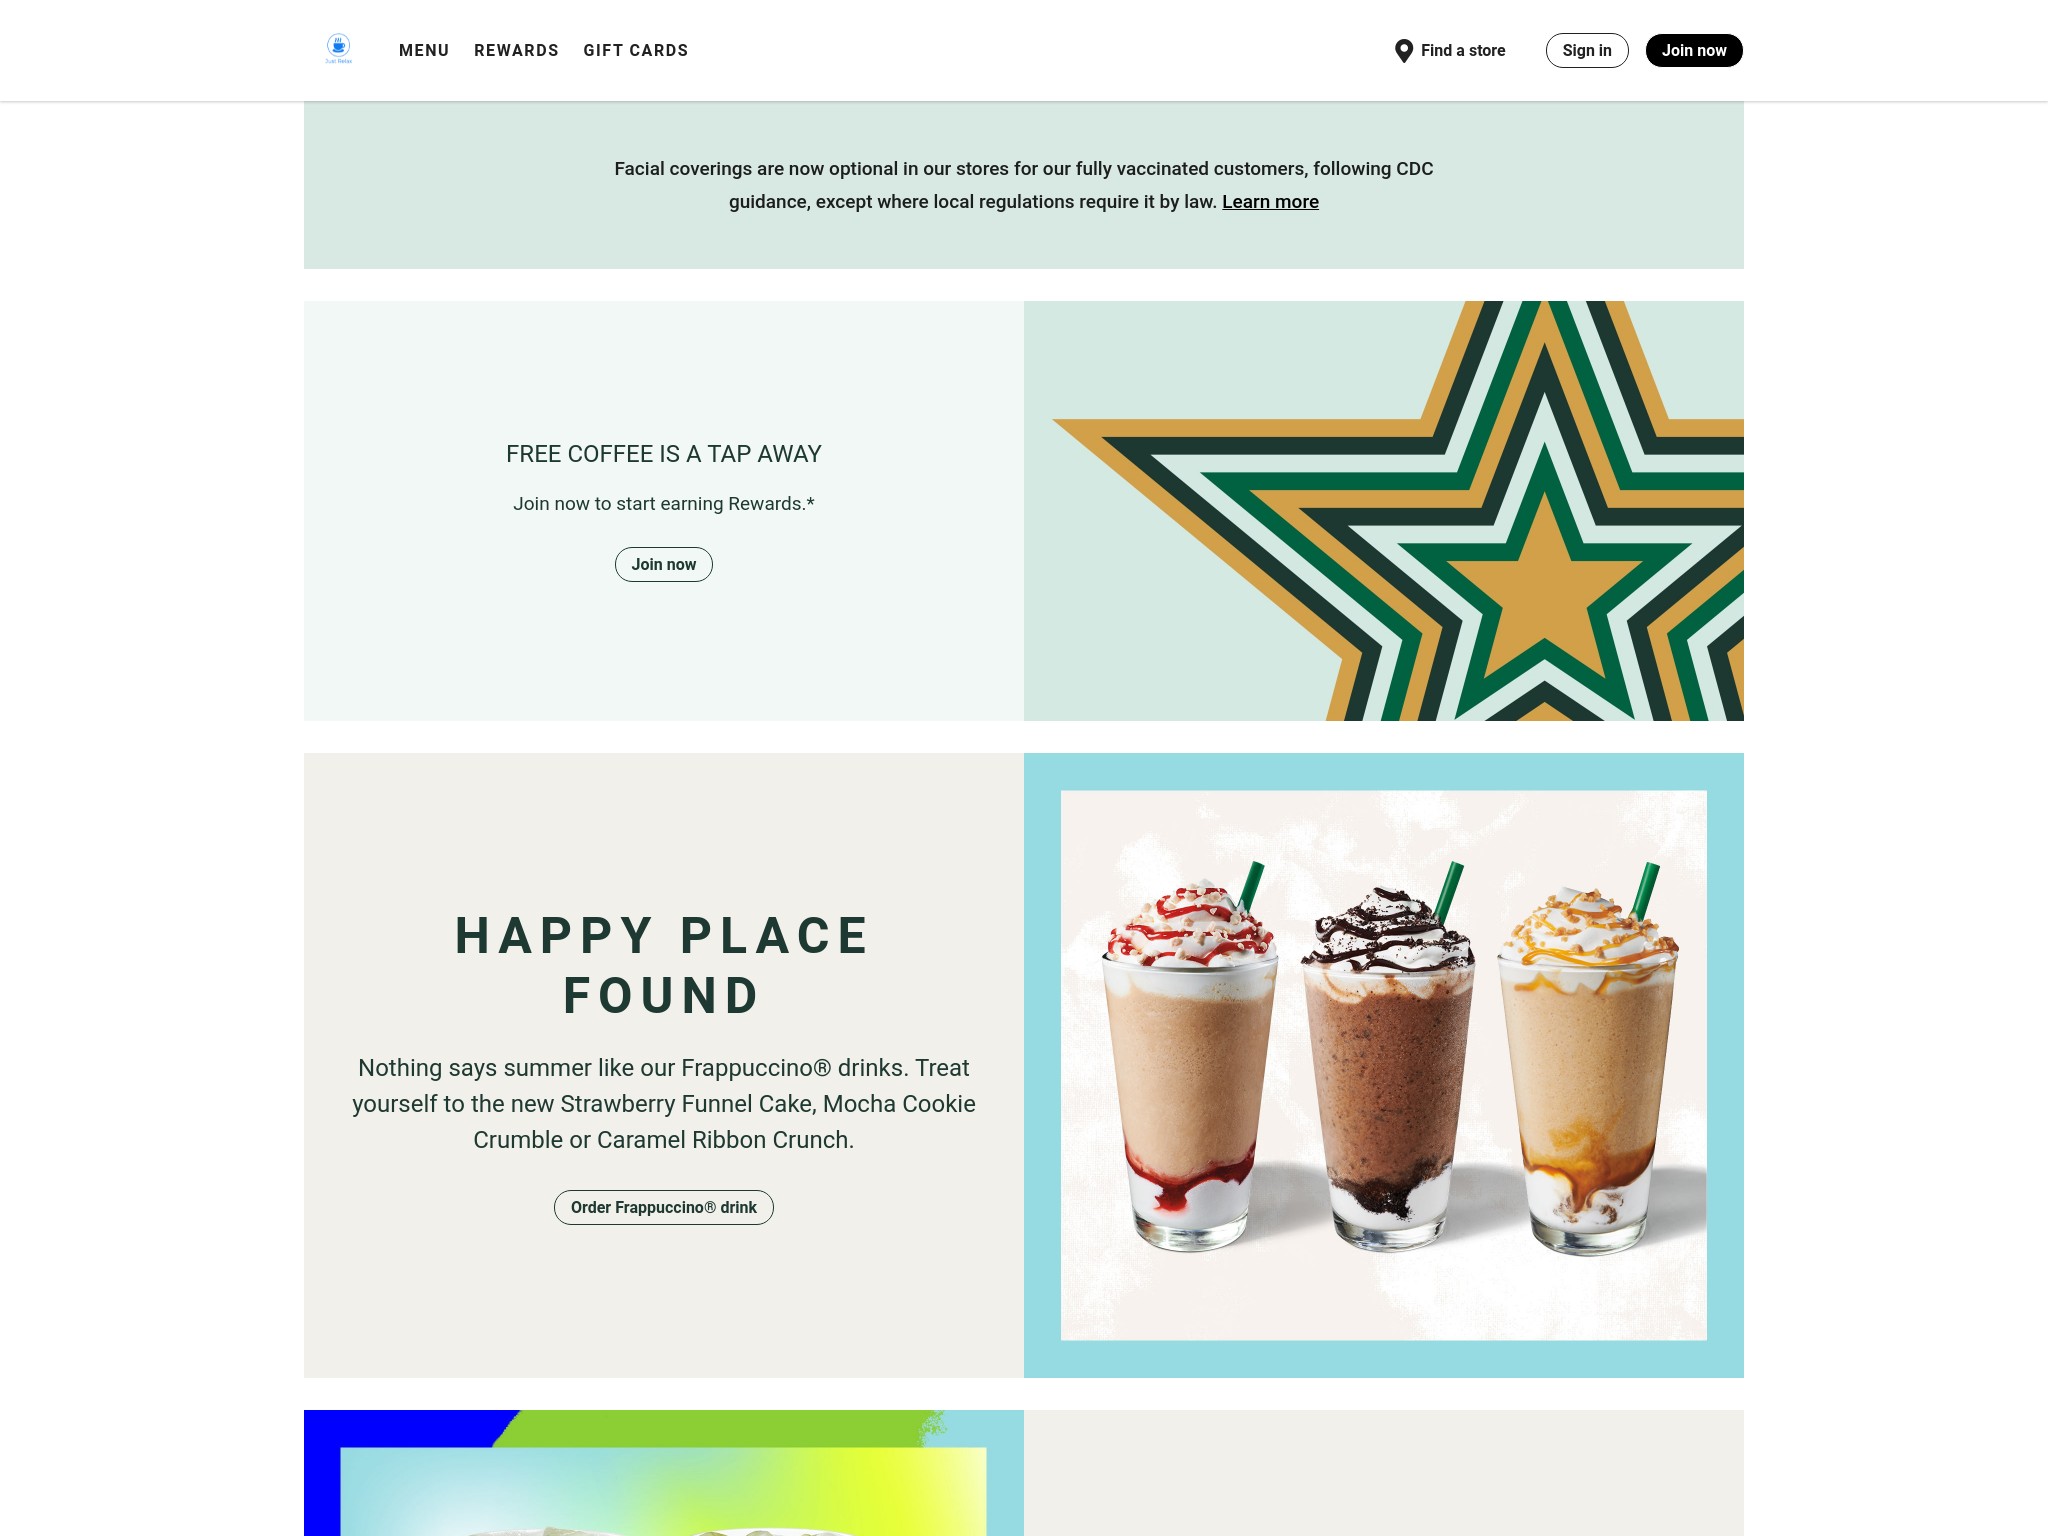 Just Relax
MENU REWARDS GIFT CARDS
Find a store
Sign in
Join now
Facial coverings are now optional in our stores for our fully vaccinated customers, following CDC
guidance, except where local regulations require it by law. Learn more
FREE COFFEE IS A TAP AWAY
Join now to start earning Rewards.*
Join now
HAPPY PLACE
FOUND
Nothing says summer like our Frappuccino® drinks. Treat
yourself to the new Strawberry Funnel Cake, Mocha Cookie
Crumble or Caramel Ribbon Crunch.
Order Frappuccino® drink